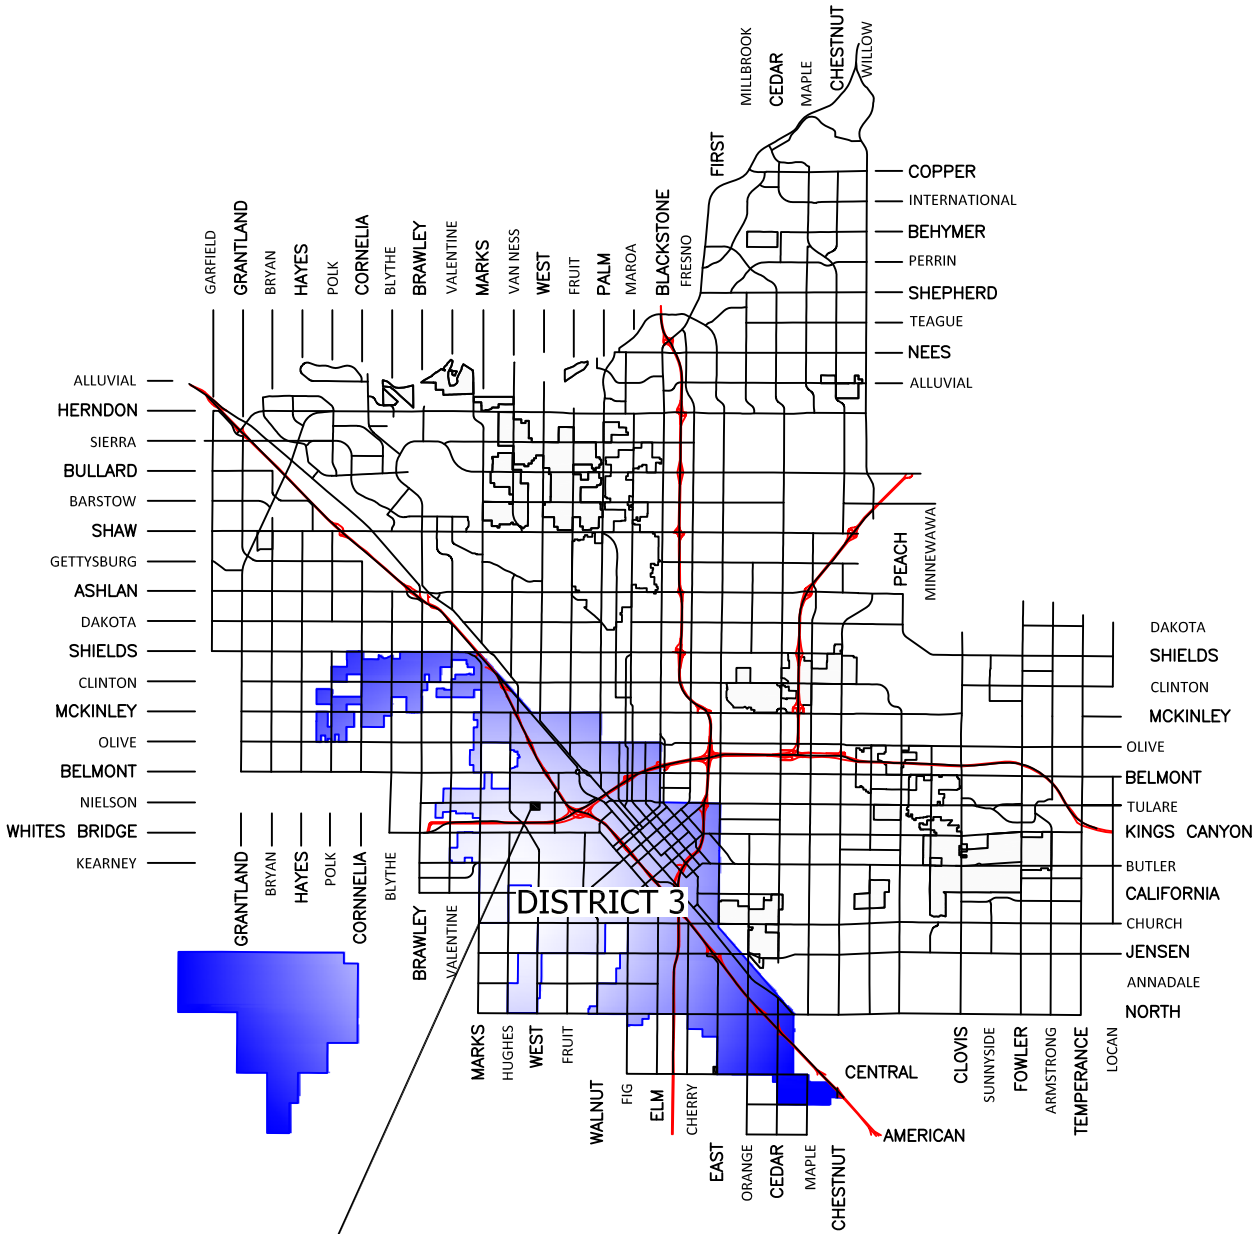 MILLBROOK
CEDAR
MAPLE
CHESTNUT
WILLOW
FIRST
COPPER
INTERNATIONAL
BEHYMER
PERRIN
SHEPHERD
TEAGUE
NEES
ALLUVIAL
GARFIELD
GRANTLAND
BRYAN
HAYES
POLK
CORNELIA
BLYTHE
BRAWLEY
VALENTINE
MARKS
VAN NESS
WEST
FRUIT
PALM
MAROA
BLACKSTONE
FRESNO
ALLUVIAL
HERNDON
SIERRA
BULLARD
BARSTOW
SHAW
GETTYSBURG
ASHLAN
DAKOTA
SHIELDS
CLINTON
MCKINLEY
OLIVE
BELMONT
NIELSON
WHITES BRIDGE
KEARNEY
PEACH
MINNEWAWA
DAKOTA
SHIELDS
CLINTON
MCKINLEY
OLIVE
BELMONT
TULARE
KINGS CANYON
BUTLER
CALIFORNIA
CHURCH
JENSEN
ANNADALE
NORTH
GRANTLAND
BRYAN
HAYES
POLK
CORNNELIA
BLYTHE
BRAWLEY
VALENTINE
DISTRICT 3
MARKS
HUGHES
WEST
FRUIT
WALNUT
FIG
ELM
CHERRY
EAST
ORANGE
CEDAR
MAPLE
CHESTNUT
CENTRAL
AMERICAN
CLOVIS
SUNNYSIDE
FOWLER
ARMSTRONG
TEMPERANCE
LOCAN